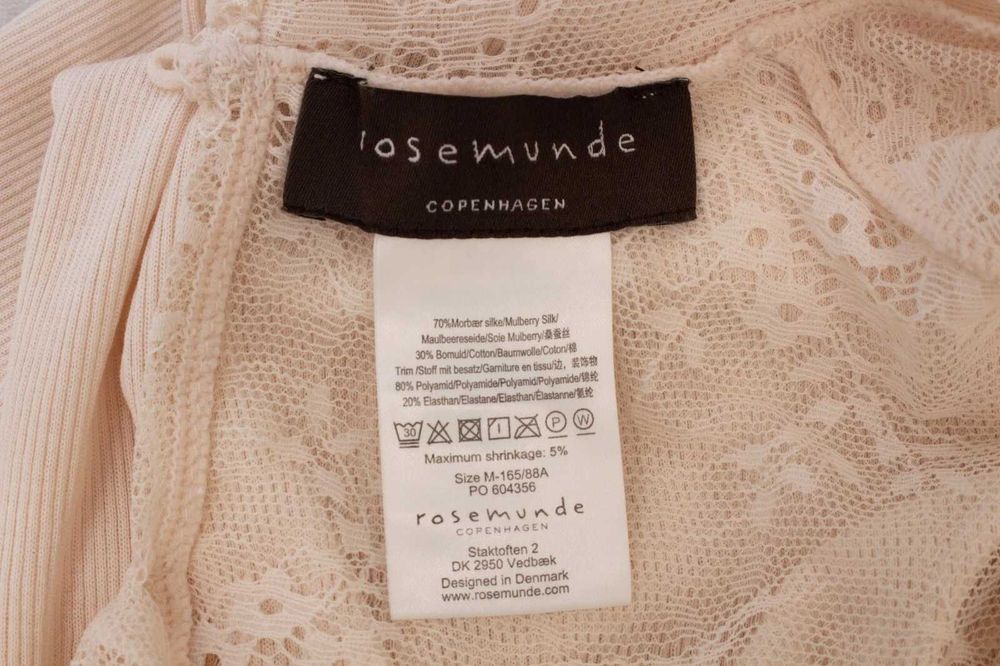 rosemunde
COPENHAGEN
70%Morbær silke/Mulberry Silk/
Maulbeereseide/Soie Mulberry/桑蚕丝
30% Bomuld/Cotton/Baumwolle/Coton/棉
Trim /Stoff mit besatz/Garniture en tissu/边，装饰物
80% Polyamid/Polyamide/Polyamid/Polyamide/锦纶
20% Elasthan/Elastane/Elasthan/Élastanne/氨纶
30 P W
Maximum shrinkage: 5%
Size M-165/88A
PO 604356
rosemunde
COPENHAGEN
Staktoften 2
DK 2950 Vedbæk
Designed in Denmark
www.rosemunde.com